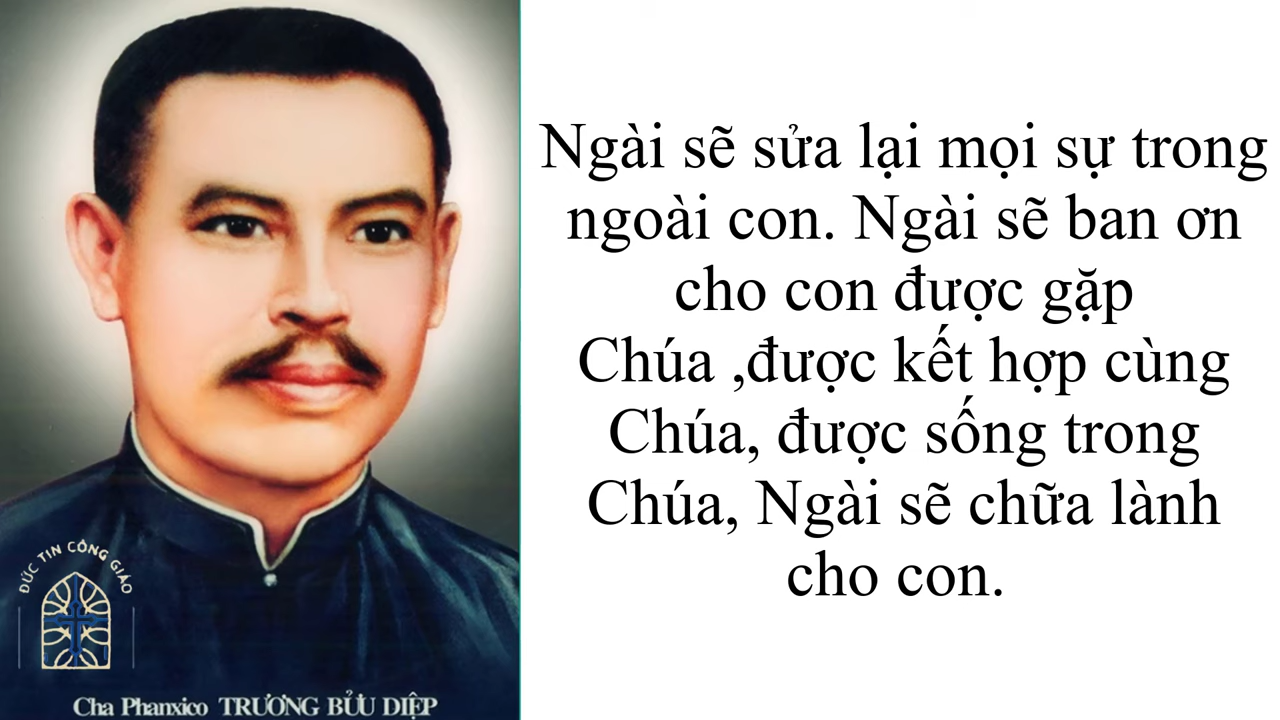 Ngài sẽ sửa lại mọi sự trong
ngoài con. Ngài sẽ ban ơn
cho con được gặp
Chúa ,được kết hợp cùng
Chúa, được sống trong
Chúa, Ngài sẽ chữa lành
cho con.
ĐỨC TIN CÔNG GIÁO
Cha Phanxico TRƯƠNG BỬU DIỆP